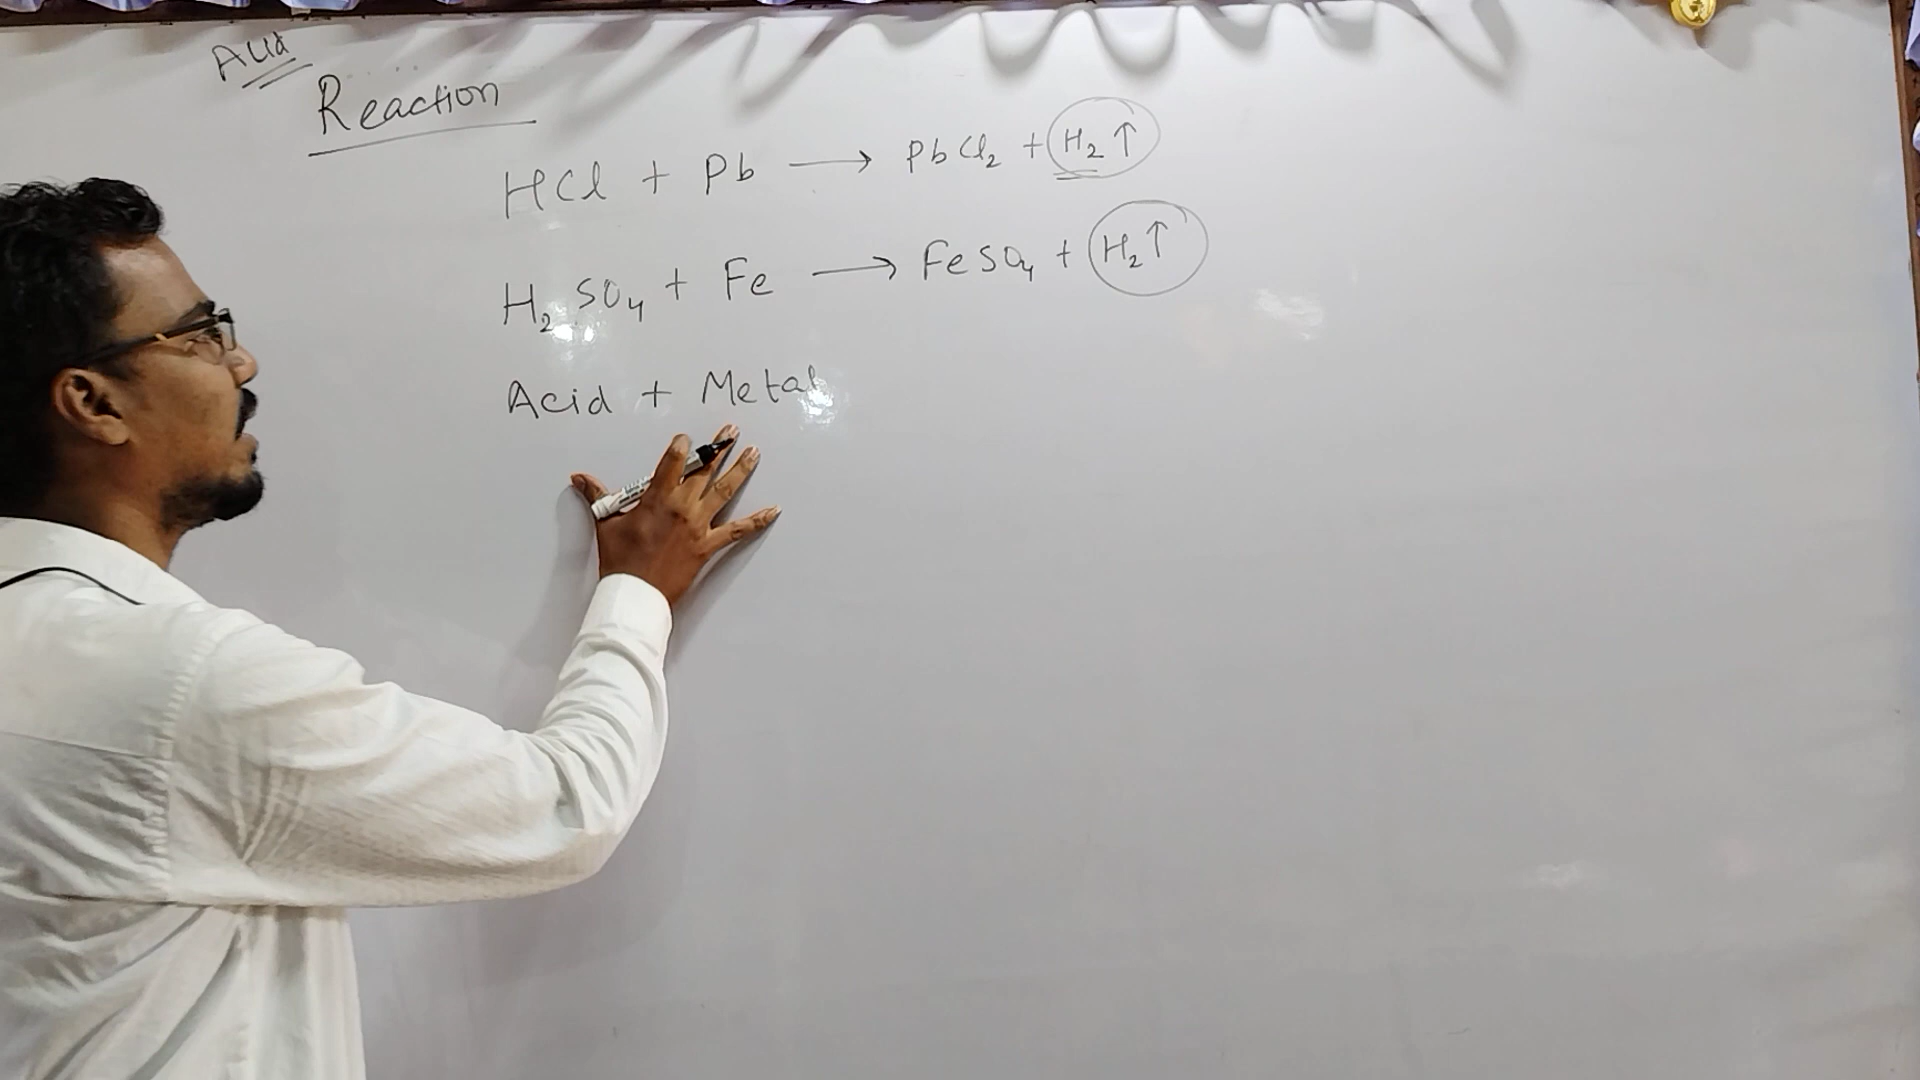 Acid
Reaction
HCl + Pb ⟶ PbCl₂ + H₂↑
H₂SO₄ + Fe ⟶ FeSO₄ + H₂↑
Acid + Metal